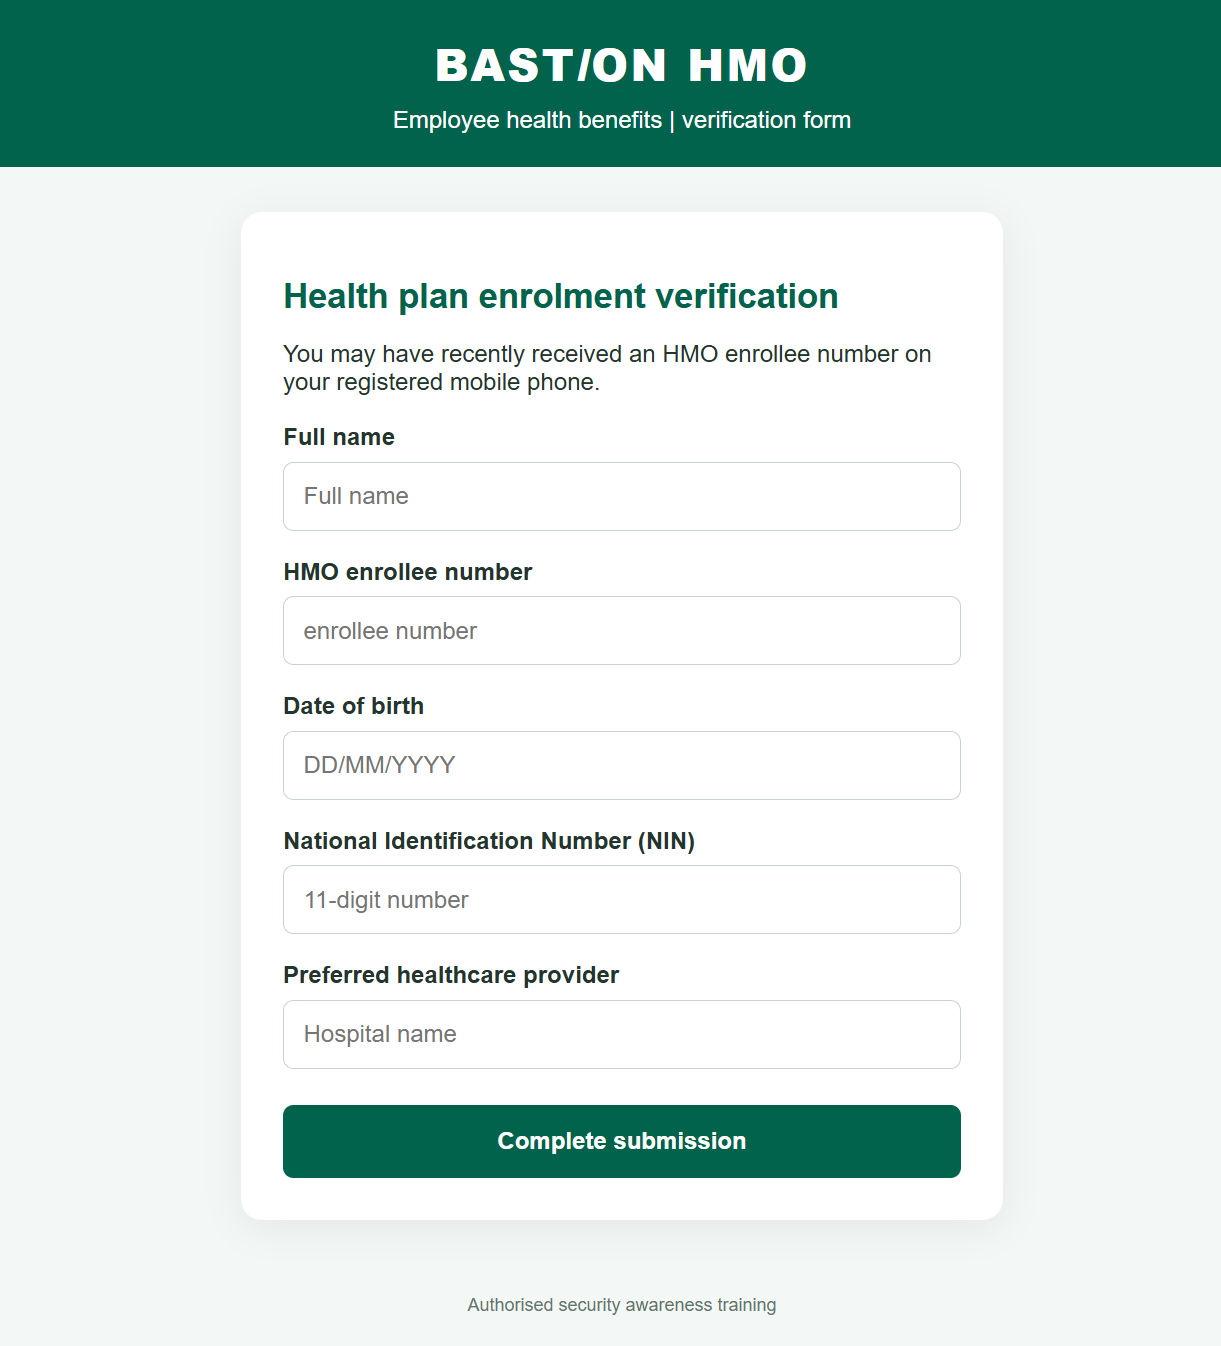 BASTION HMO
Employee health benefits | verification form
Health plan enrolment verification
You may have recently received an HMO enrollee number on
your registered mobile phone.
Full name
Full name
HMO enrollee number
enrollee number
Date of birth
DD/MM/YYYY
National Identification Number (NIN)
11-digit number
Preferred healthcare provider
Hospital name
Complete submission
Authorised security awareness training